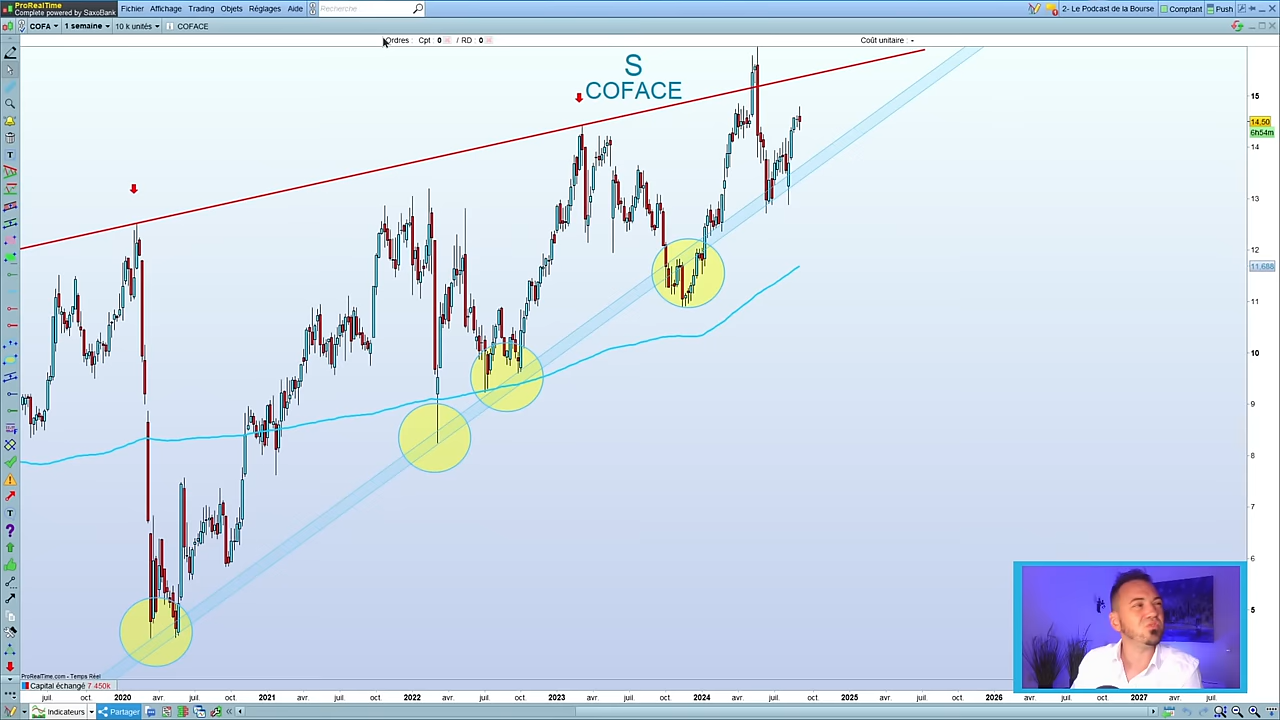 ProRealTime
Complete powered by SaxoBank
Fichier Affichage Trading Objets Réglages Aide
Recherche
2- Le Podcast de la Bourse
Comptant
Push
COFA
1 semaine
10 k unités
COFACE
Ordres : Cpt 0 / RD : 0
Coût unitaire : -
S
COFACE
15
14,50
6h54m
14
13
12
11,688
11
10
9
8
7
6
5
ProRealTime.com - Temps Réel
Capital échangé 7 450k
juil. oct. 2020 avr. juil. oct. 2021 avr. juil. oct. 2022 avr. juil. oct. 2023 avr. juil. oct. 2024 avr. juil. oct. 2025 juil. 2026 juil. 2027 juil.
Indicateurs
Partager